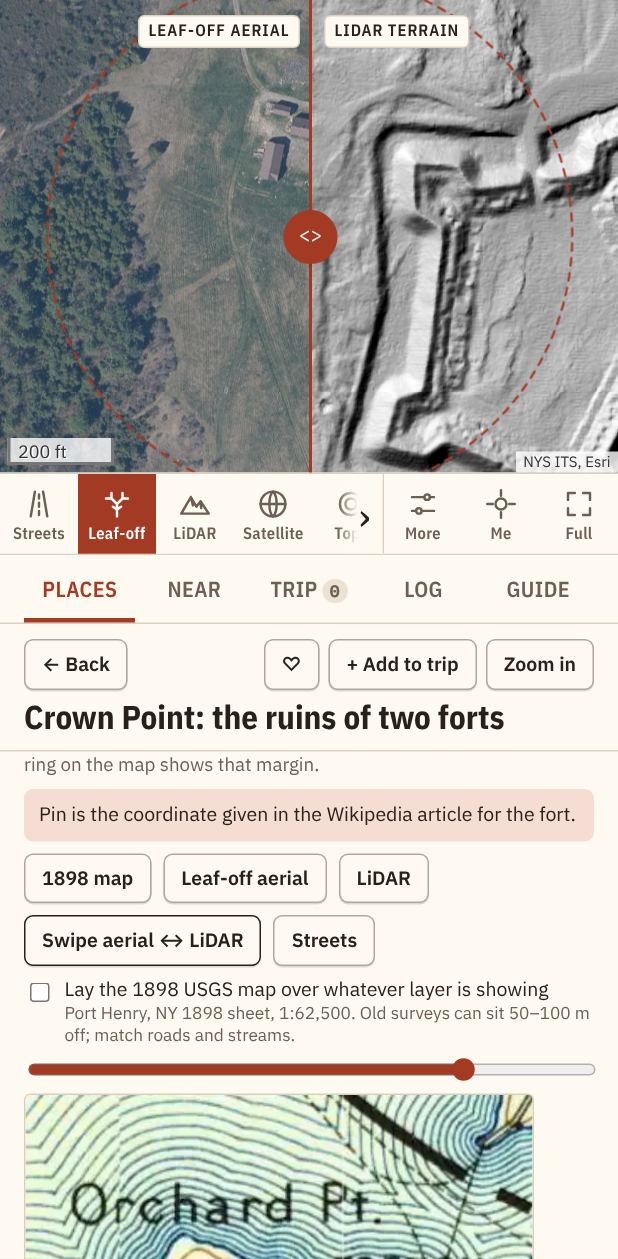 LEAF-OFF AERIAL
LIDAR TERRAIN
<>
200 ft
NYS ITS, Esri
Streets
Leaf-off
LiDAR
Satellite
More
Me
Full
PLACES
NEAR
TRIP 0
LOG
GUIDE
← Back
♡
+ Add to trip
Zoom in
Crown Point: the ruins of two forts
ring on the map shows that margin.
Pin is the coordinate given in the Wikipedia article for the fort.
1898 map
Leaf-off aerial
LiDAR
Swipe aerial ↔ LiDAR
Streets
Lay the 1898 USGS map over whatever layer is showing
Port Henry, NY 1898 sheet, 1:62,500. Old surveys can sit 50–100 m
off; match roads and streams.
Orchard Pt.